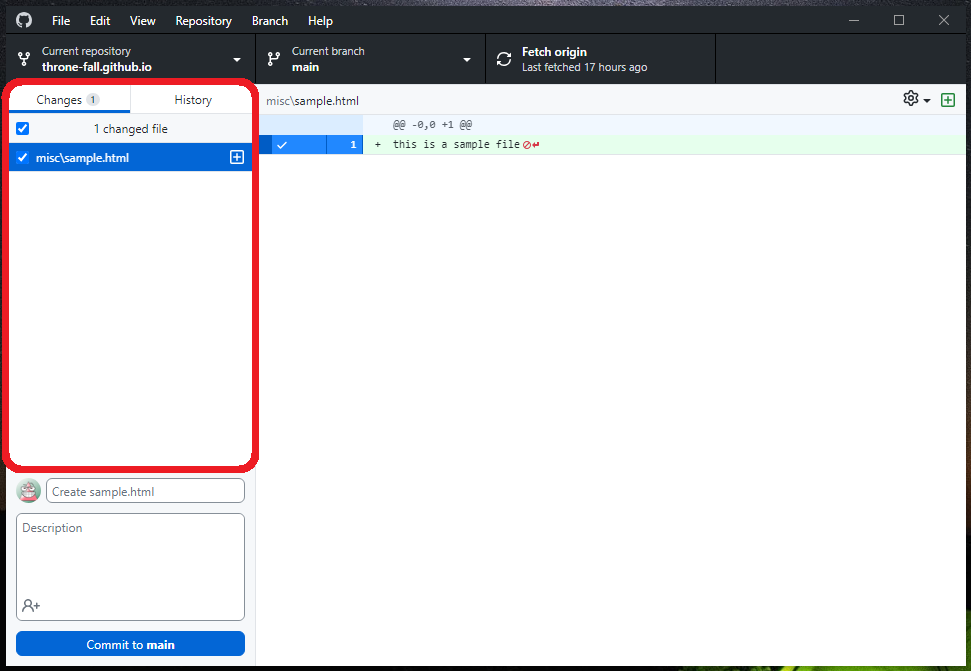 File Edit View Repository Branch Help
Current repository
throne-fall.github.io
Current branch
main
Fetch origin
Last fetched 17 hours ago
Changes 1 History
1 changed file
misc\sample.html
misc\sample.html
@@ -0,0 +1 @@
1 + this is a sample file
Create sample.html
Description
Commit to main